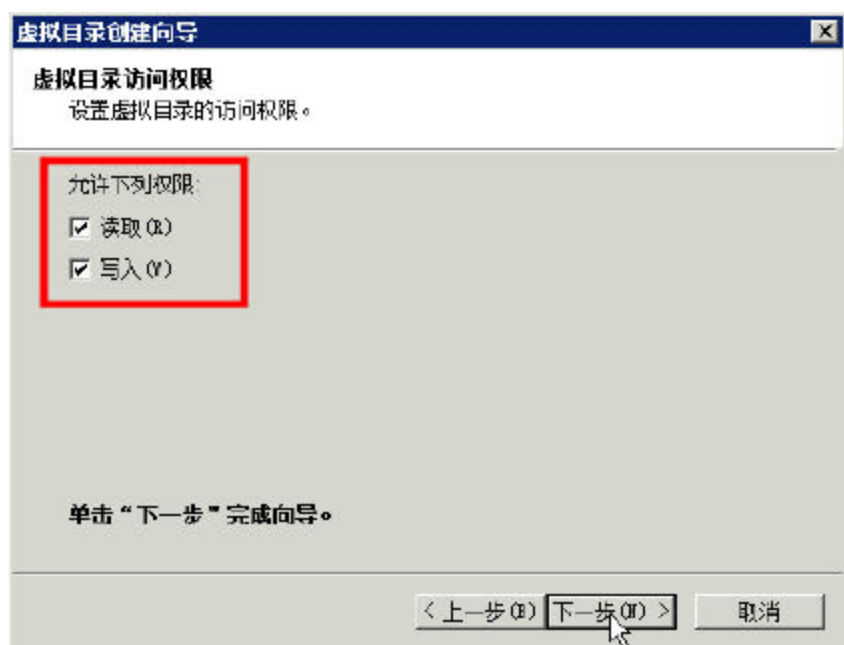 虚拟目录创建向导
虚拟目录访问权限
设置虚拟目录的访问权限。
允许下列权限:
读取(R)
写入(W)
单击“下一步”完成向导。
< 上一步(B) 下一步(N) > 取消